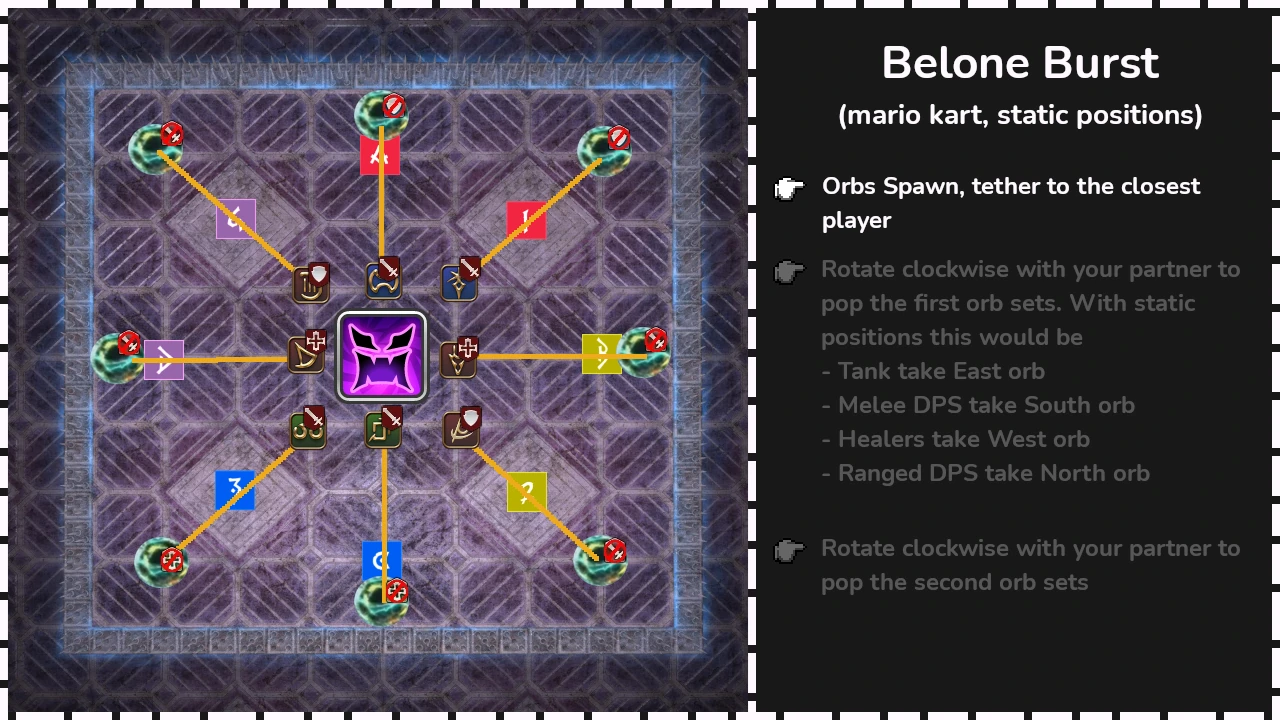 Belone Burst
(mario kart, static positions)
Orbs Spawn, tether to the closest
player
Rotate clockwise with your partner to
pop the first orb sets. With static
positions this would be
- Tank take East orb
- Melee DPS take South orb
- Healers take West orb
- Ranged DPS take North orb
Rotate clockwise with your partner to
pop the second orb sets